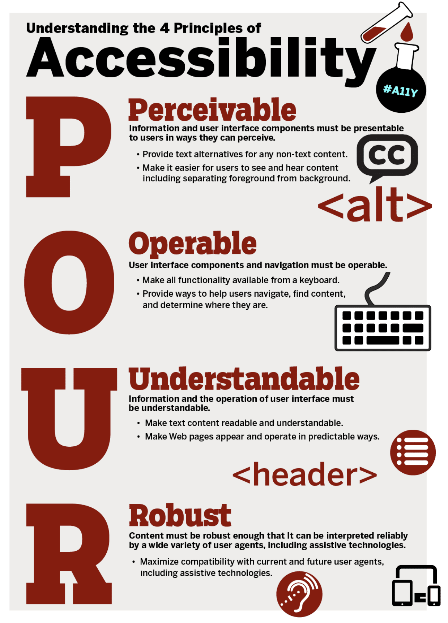 Understanding the 4 Principles of
Accessibility
#A11Y
P
Perceivable
Information and user interface components must be presentable
to users in ways they can perceive.
• Provide text alternatives for any non-text content.
• Make it easier for users to see and hear content
including separating foreground from background.
CC
<alt>
O
Operable
User interface components and navigation must be operable.
• Make all functionality available from a keyboard.
• Provide ways to help users navigate, find content,
and determine where they are.
U
Understandable
Information and the operation of user interface must
be understandable.
• Make text content readable and understandable.
• Make Web pages appear and operate in predictable ways.
<header>
R
Robust
Content must be robust enough that it can be interpreted reliably
by a wide variety of user agents, including assistive technologies.
• Maximize compatibility with current and future user agents,
including assistive technologies.